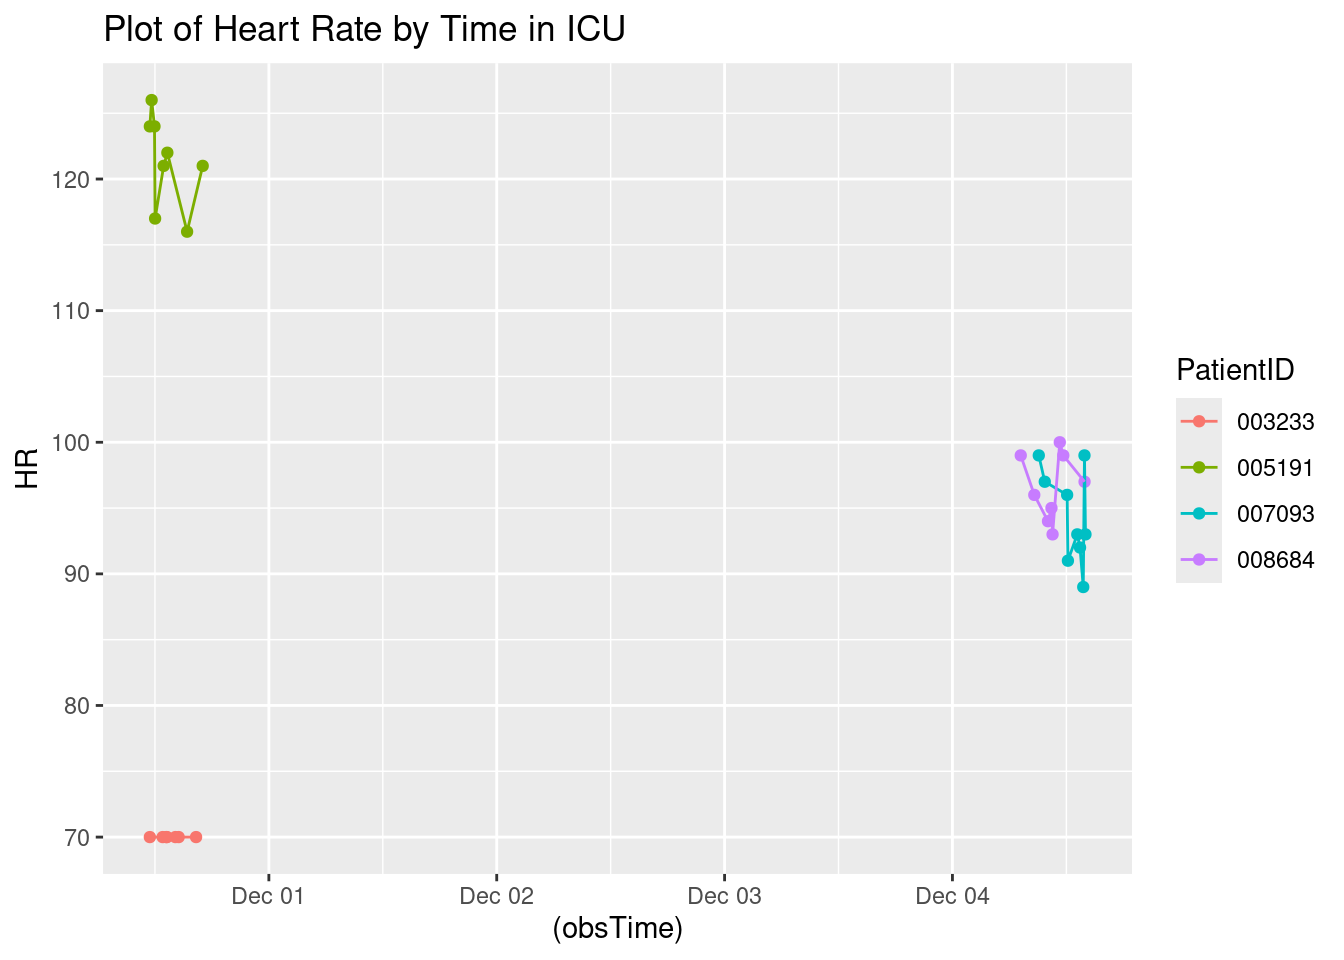 Plot of Heart Rate by Time in ICU
120
110
100
90
80
70
HR
Dec 01
Dec 02
Dec 03
Dec 04
(obsTime)
PatientID
003233
005191
007093
008684